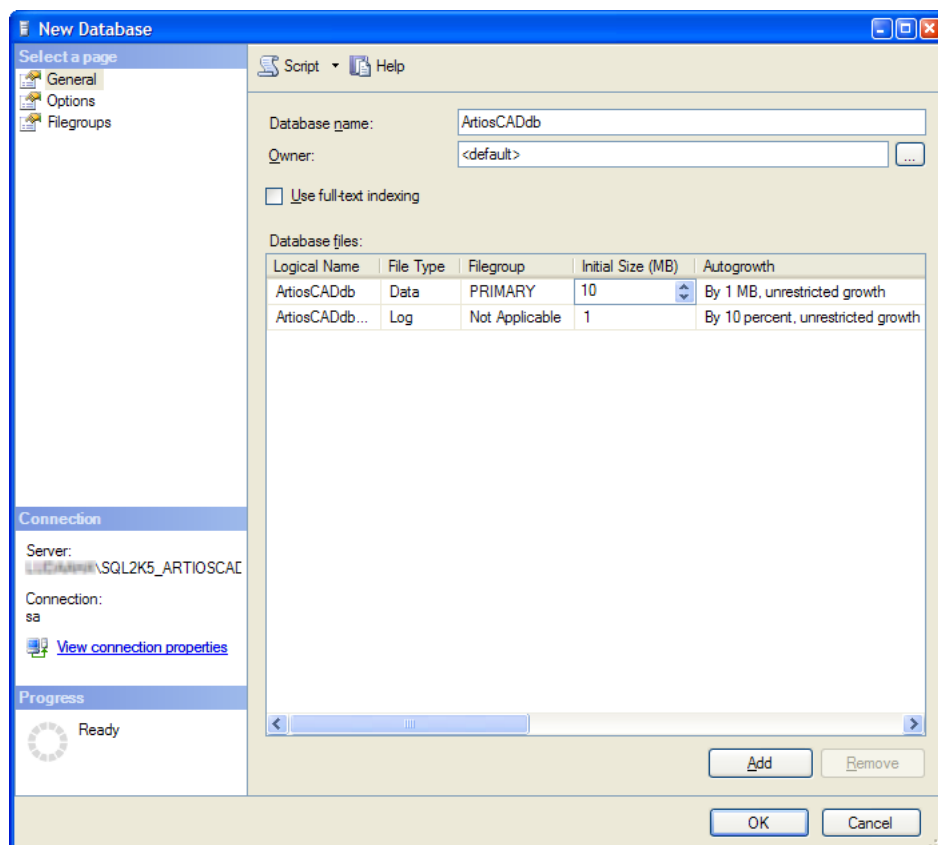 New Database
Select a page
General
Options
Filegroups
Script Help
Database name: ArtiosCADdb
Owner: <default>
...
Use full-text indexing
Database files:
Logical Name File Type Filegroup Initial Size (MB) Autogrowth
ArtiosCADdb Data PRIMARY 10 By 1 MB, unrestricted growth
ArtiosCADdb... Log Not Applicable 1 By 10 percent, unrestricted growth
Connection
Server:
\SQL2K5_ARTIOSCAD
Connection:
sa
View connection properties
Progress
Ready
Add Remove
OK Cancel